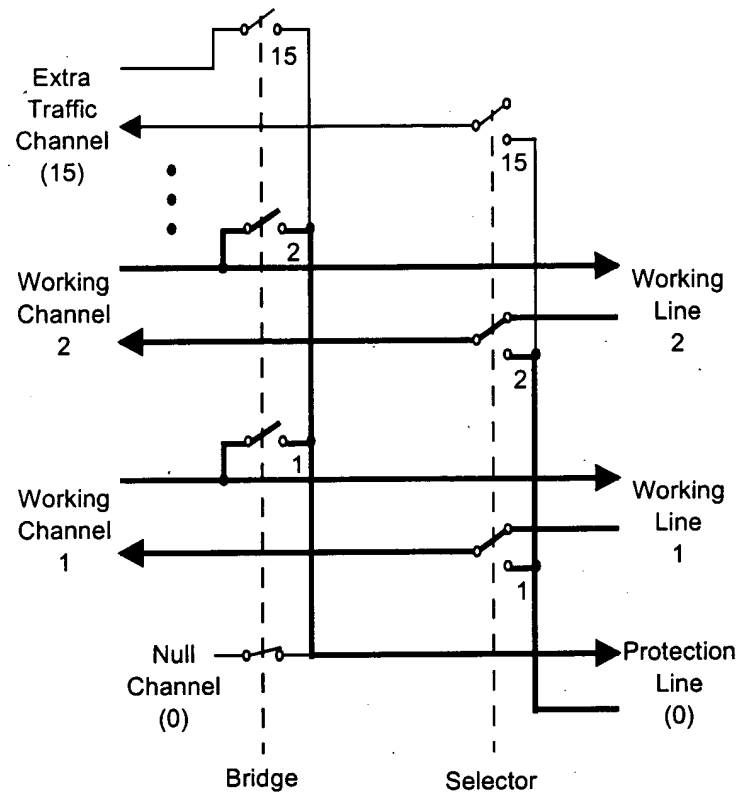 15
Extra
Traffic
Channel
(15)
15
2
Working
Channel
2
Working
Line
2
2
1
Working
Channel
1
Working
Line
1
1
Null
Channel
(0)
Protection
Line
(0)
Bridge
Selector